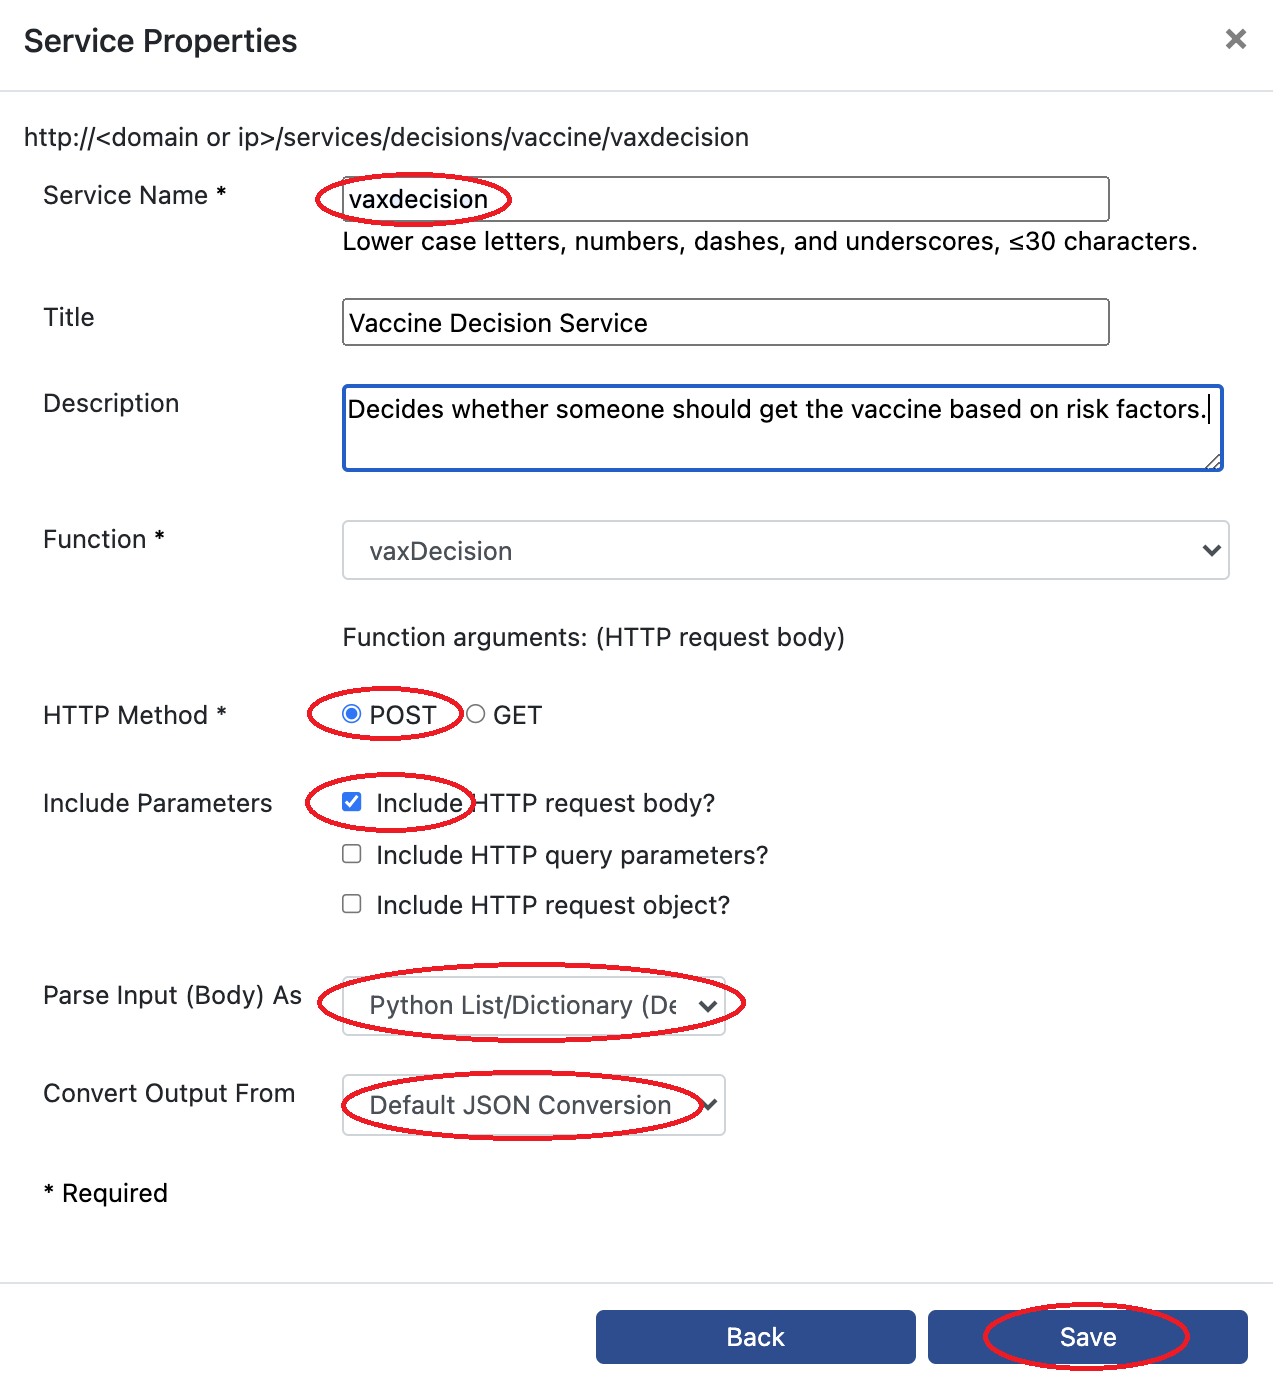 Service Properties
http://<domain or ip>/services/decisions/vaccine/vaxdecision
Service Name *
vaxdecision
Lower case letters, numbers, dashes, and underscores, ≤30 characters.
Title
Vaccine Decision Service
Description
Decides whether someone should get the vaccine based on risk factors.
Function *
vaxDecision
Function arguments: (HTTP request body)
HTTP Method *
POST GET
Include Parameters
Include HTTP request body?
Include HTTP query parameters?
Include HTTP request object?
Parse Input (Body) As
Python List/Dictionary (De
Convert Output From
Default JSON Conversion
* Required
Back
Save